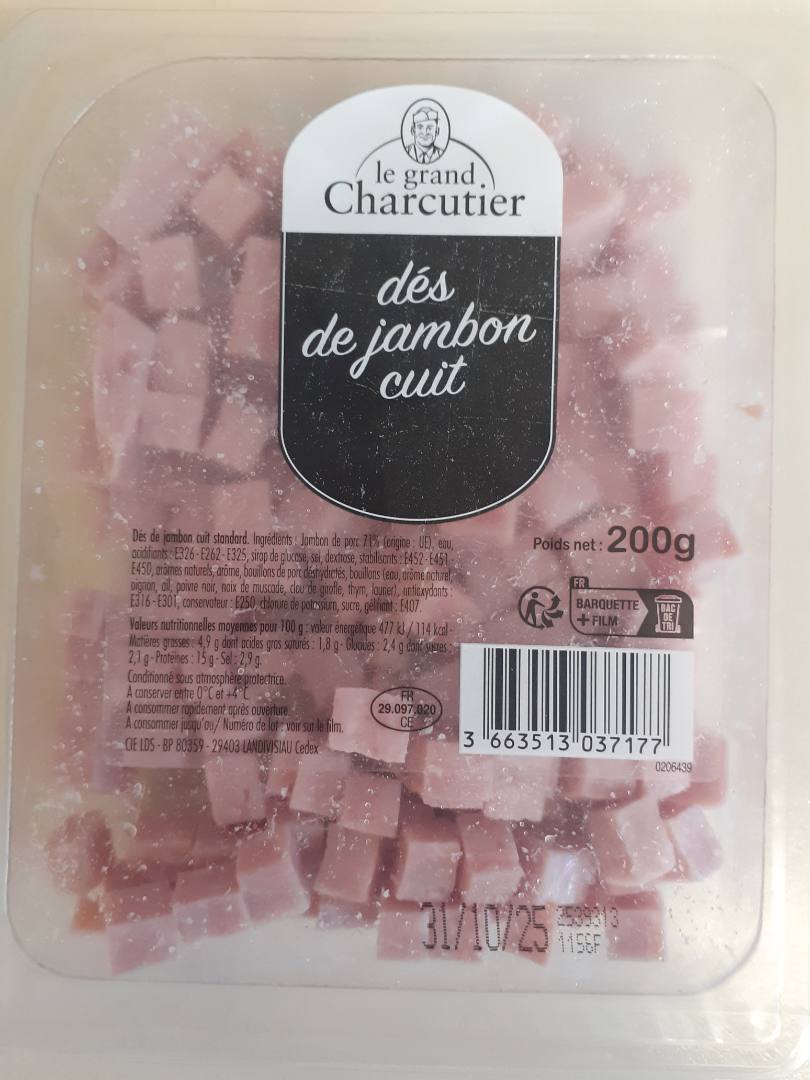 le grand
Charcutier
dés
de jambon
cuit
Dés de jambon cuit standard. Ingrédients : Jambon de porc 71% (origine : UE), eau,
acidifiants : E326 - E262 - E325, sirop de glucose, sel, dextrose, stabilisants : E452 - E451 -
E450, arômes naturels, arôme, bouillons de porc déshydratés, bouillons (eau, arôme naturel,
oignon, ail, poivre noir, noix de muscade, clou de girofle, thym, laurier), antioxydants :
E316 - E301, conservateur : E250, chlorure de potassium, sucre, gélifiant : E407.
Valeurs nutritionnelles moyennes pour 100 g : valeur énergétique 477 kJ / 114 kcal -
Matières grasses : 4,9 g dont acides gras saturés : 1,8 g - Glucides : 2,4 g dont sucres :
2,1 g - Protéines : 15 g - Sel : 2,9 g.
Conditionné sous atmosphère protectrice.
A conserver entre 0°C et +4°C.
A consommer rapidement après ouverture.
A consommer jusqu'au/ Numéro de lot : voir sur le film.
CIE LDS - BP 80359 - 29403 LANDIVISIAU Cedex
Poids net : 200g
FR
BARQUETTE
+ FILM
BAC
DE
TRI
FR
29.097.020
CE
3 663513 037177
0206439
31/10/25 2539313
1156F